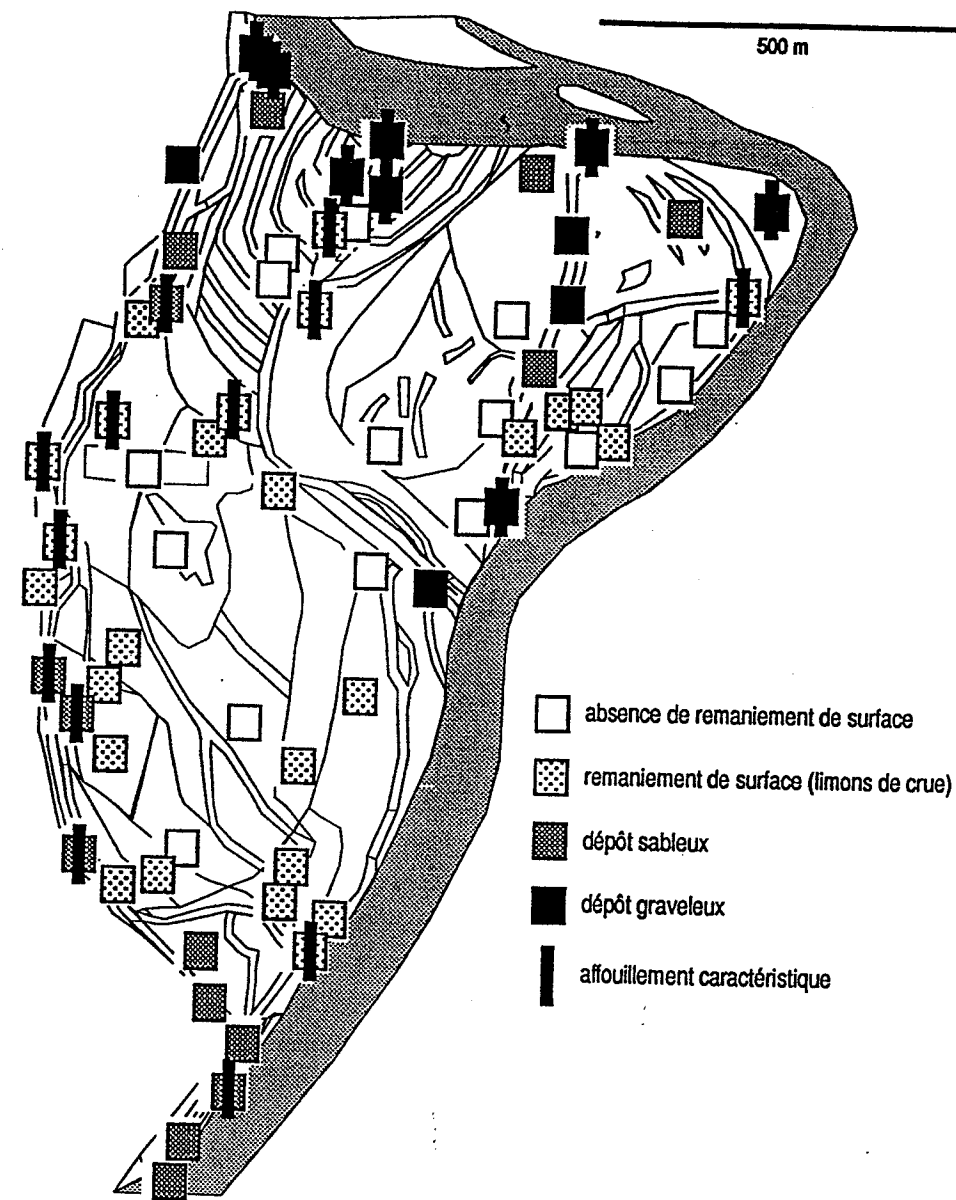 500 m
absence de remaniement de surface
remaniement de surface (limons de crue)
dépôt sableux
dépôt graveleux
affouillement caractéristique